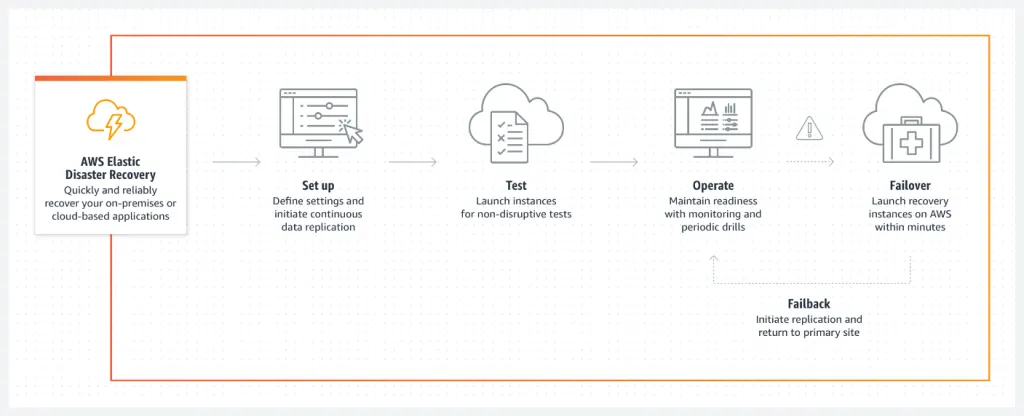 AWS Elastic
Disaster Recovery
Quickly and reliably
recover your on-premises or
cloud-based applications
Set up
Define settings and
initiate continuous
data replication
Test
Launch instances
for non-disruptive tests
Operate
Maintain readiness
with monitoring and
periodic drills
Failover
Launch recovery
instances on AWS
within minutes
Failback
Initiate replication and
return to primary site